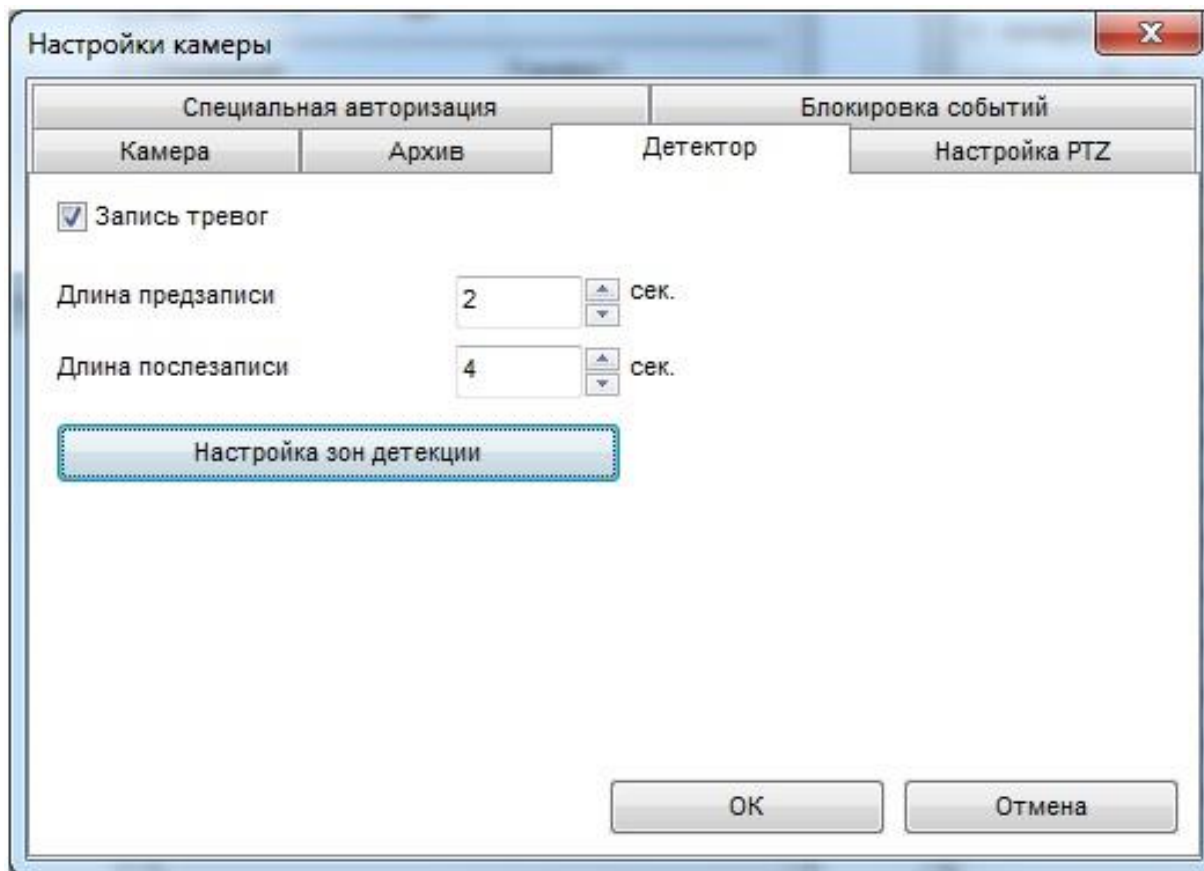 Настройки камеры
Специальная авторизация
Блокировка событий
Камера
Архив
Детектор
Настройка PTZ
Запись тревог
Длина предзаписи 2 сек.
Длина послезаписи 4 сек.
Настройка зон детекции
ОК
Отмена